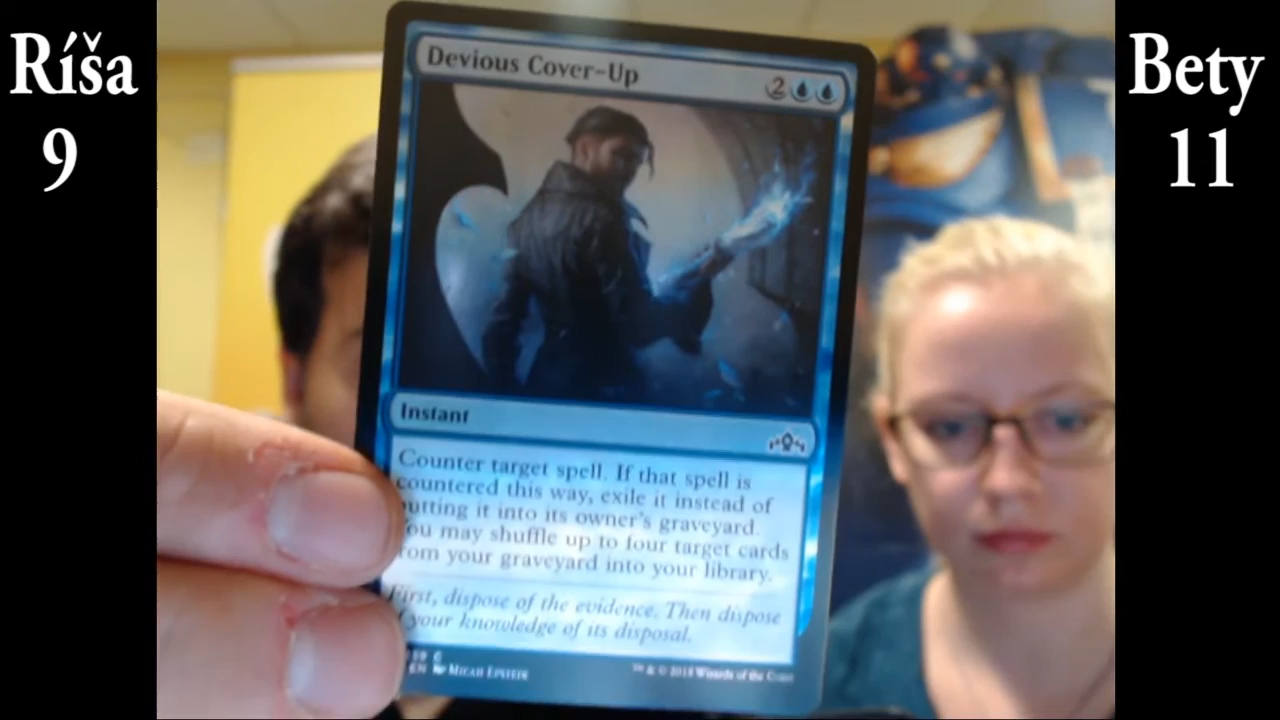 Ríša
9
Bety
11
Devious Cover-Up
2
Instant
Counter target spell. If that spell is
countered this way, exile it instead of
putting it into its owner's graveyard.
You may shuffle up to four target cards
from your graveyard into your library.
First, dispose of the evidence. Then dispose
of your knowledge of its disposal.
C
EN Micah Epstein
™ & © 2018 Wizards of the Coast